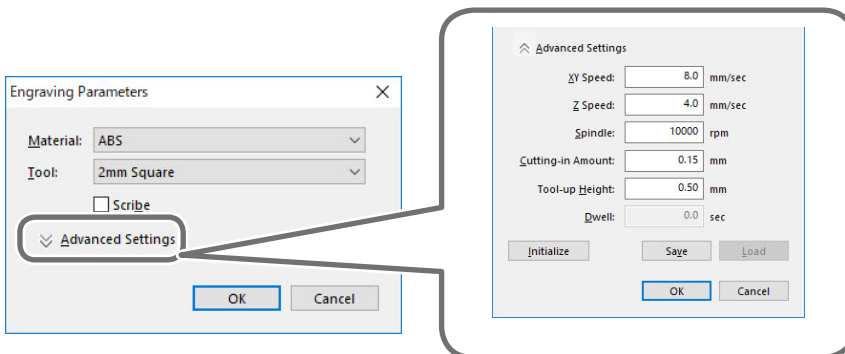 Engraving Parameters
Material: ABS
Tool: 2mm Square
Scribe
Advanced Settings
OK Cancel
Advanced Settings
XY Speed: 8.0 mm/sec
Z Speed: 4.0 mm/sec
Spindle: 10000 rpm
Cutting-in Amount: 0.15 mm
Tool-up Height: 0.50 mm
Dwell: 0.0 sec
Initialize Save Load
OK Cancel